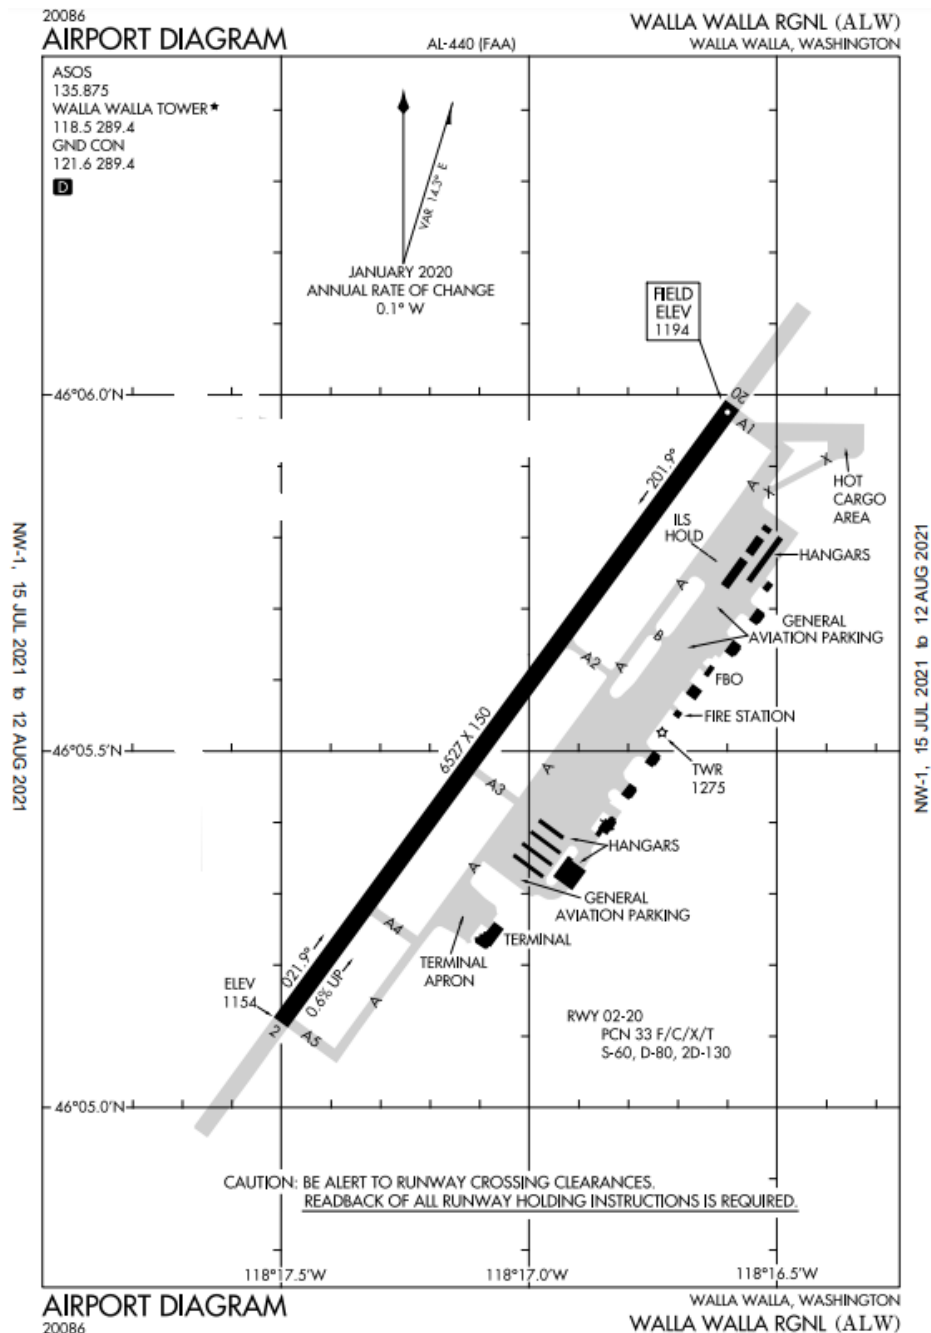 20086
AIRPORT DIAGRAM
AL-440 (FAA)
WALLA WALLA RGNL (ALW)
WALLA WALLA, WASHINGTON
ASOS
135.875
WALLA WALLA TOWER★
118.5 289.4
GND CON
121.6 289.4
D
VAR 14.3° E
JANUARY 2020
ANNUAL RATE OF CHANGE
0.1° W
FIELD
ELEV
1194
46°06.0'N
20
A1
201.9°
A
X
X
HOT
CARGO
AREA
ILS
HOLD
HANGARS
A
GENERAL
AVIATION PARKING
B
A2
A
FBO
FIRE STATION
6527 X 150
46°05.5'N
A
TWR
1275
A3
HANGARS
A
GENERAL
AVIATION PARKING
A4
TERMINAL
021.9°
0.6% UP
TERMINAL
APRON
ELEV
1154
A
2
A5
RWY 02-20
PCN 33 F/C/X/T
S-60, D-80, 2D-130
46°05.0'N
CAUTION: BE ALERT TO RUNWAY CROSSING CLEARANCES.
READBACK OF ALL RUNWAY HOLDING INSTRUCTIONS IS REQUIRED.
118°17.5'W
118°17.0'W
118°16.5'W
NW-1, 15 JUL 2021 to 12 AUG 2021
NW-1, 15 JUL 2021 to 12 AUG 2021
AIRPORT DIAGRAM
20086
WALLA WALLA, WASHINGTON
WALLA WALLA RGNL (ALW)